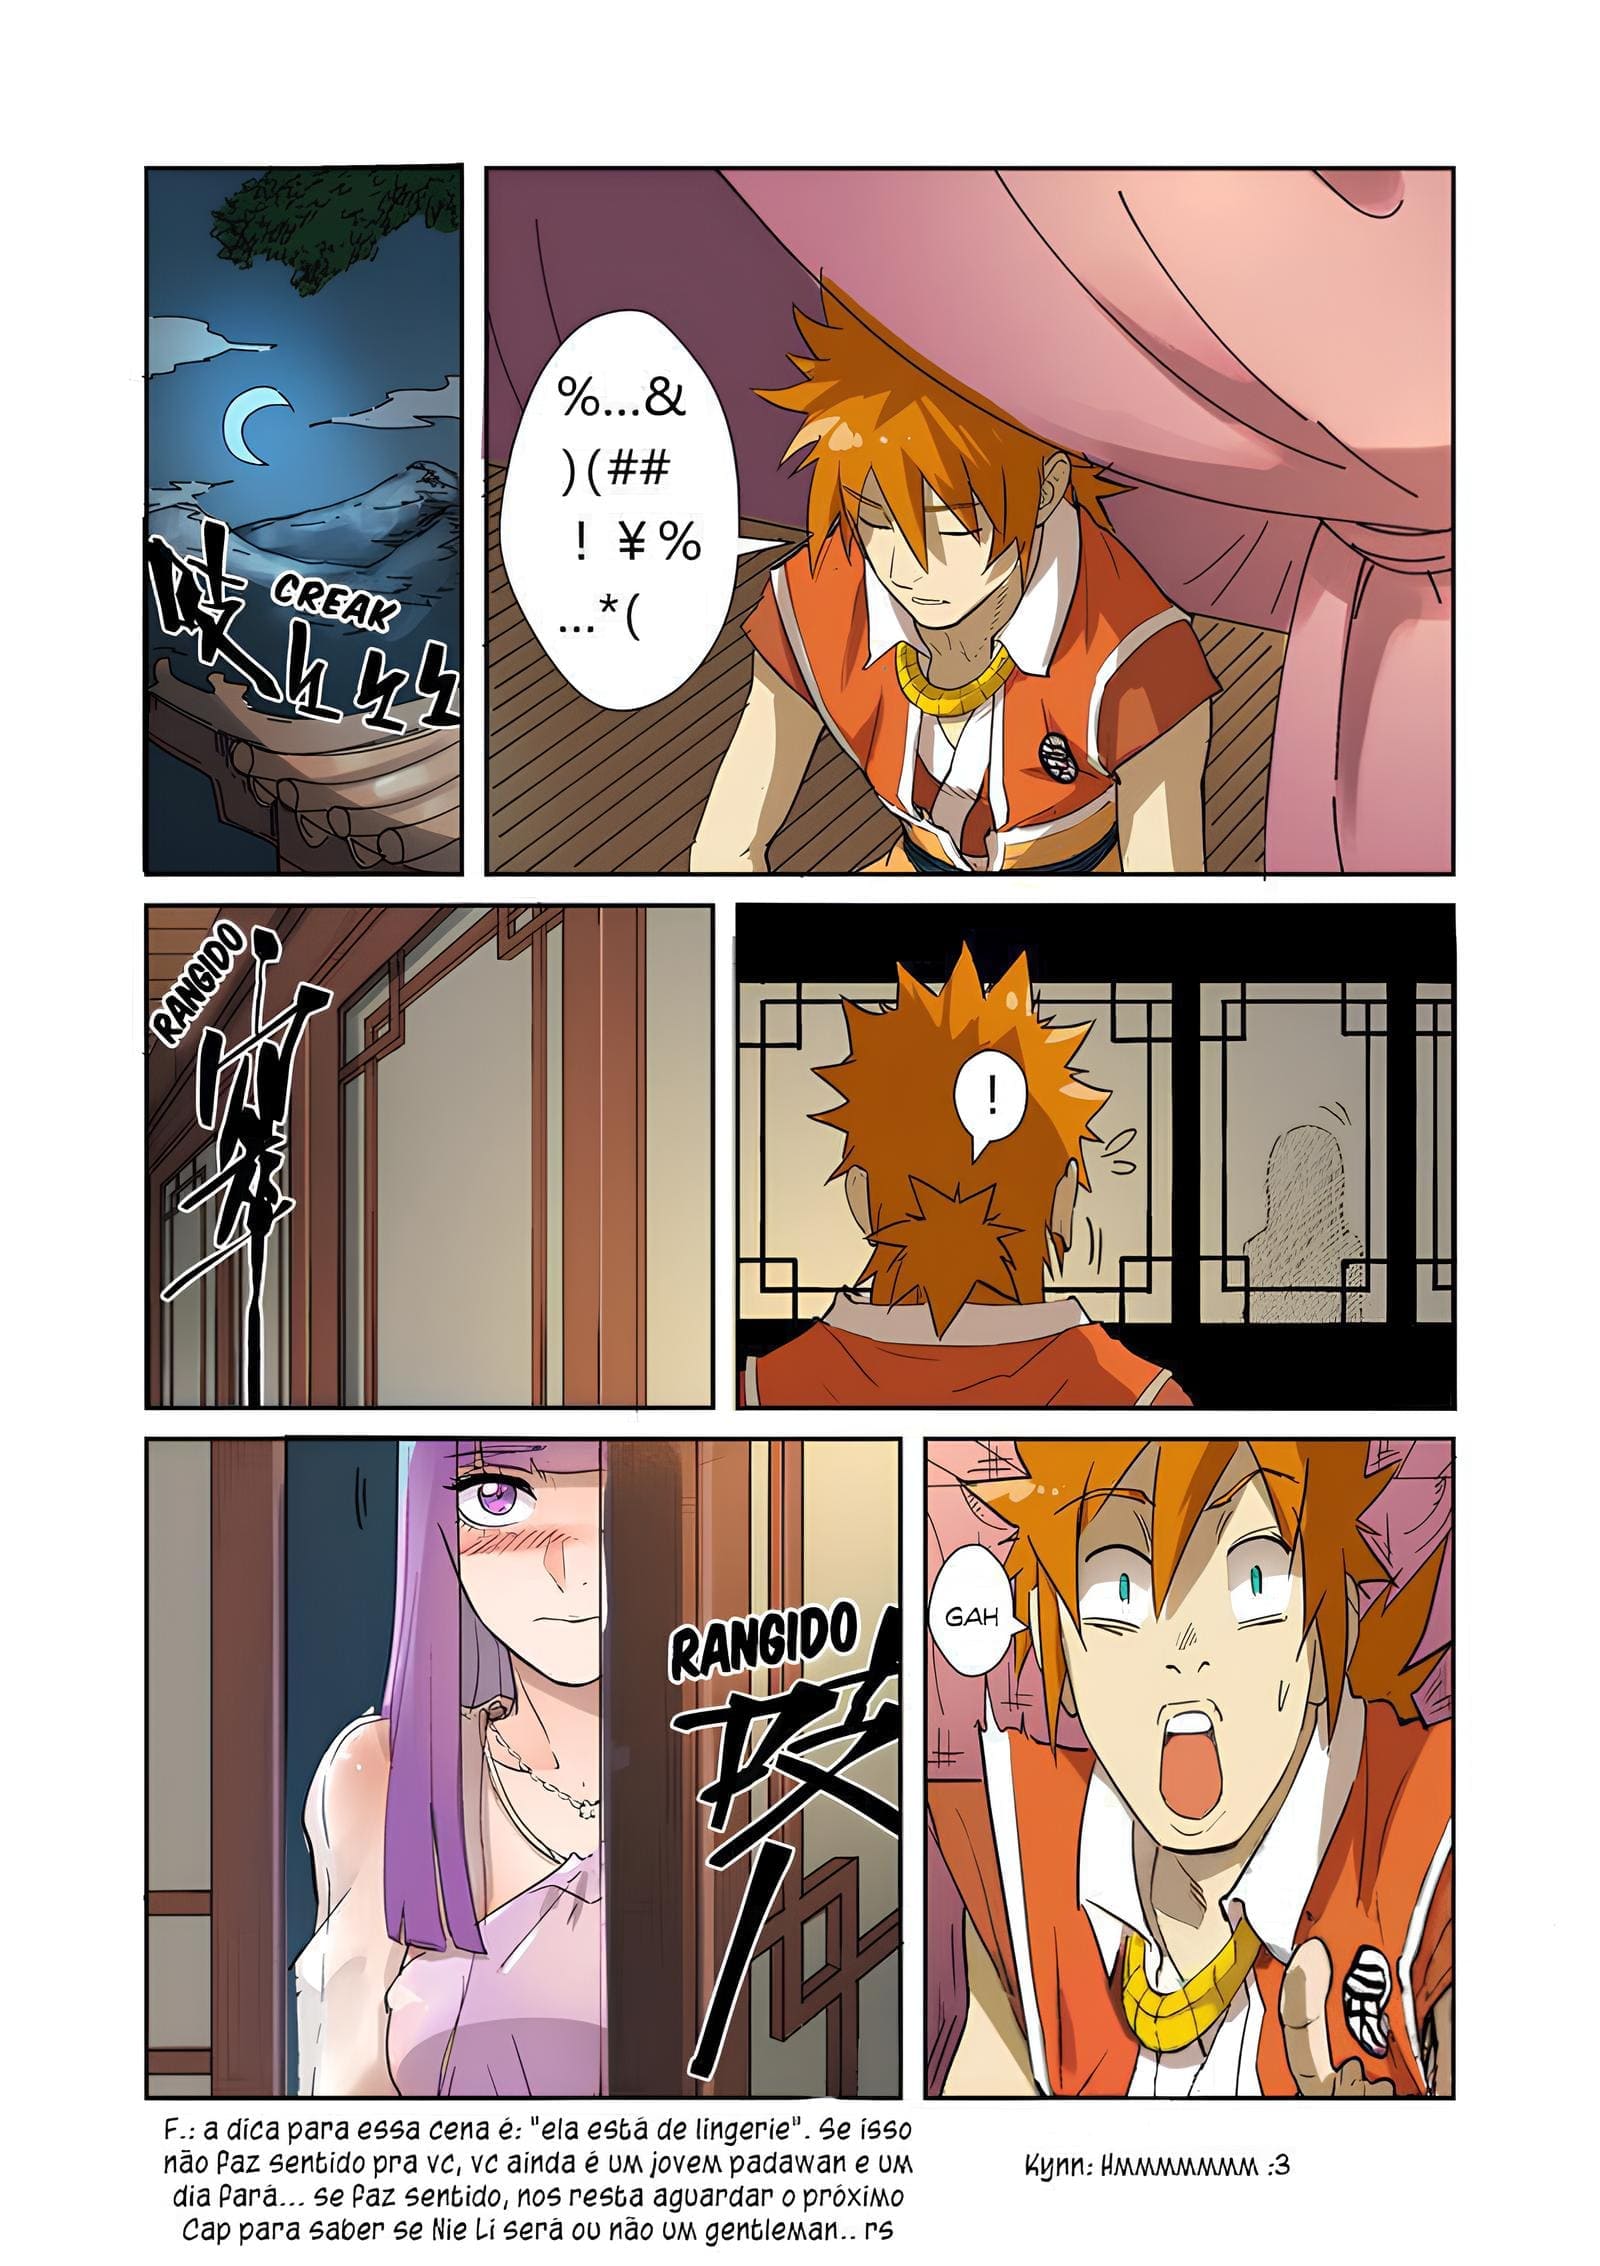 CREAK
吱
%...&
)(##
! ¥%
...*(
RANGIDO
!
RANGIDO
吱
GAH
F.: a dica para essa cena é: "ela está de lingerie". Se isso
não faz sentido pra vc, vc ainda é um jovem padawan e um
dia fará... se faz sentido, nos resta aguardar o próximo
Cap para saber se Nie Li será ou não um gentleman.. rs
Kynn: Hmmmmmmm :3